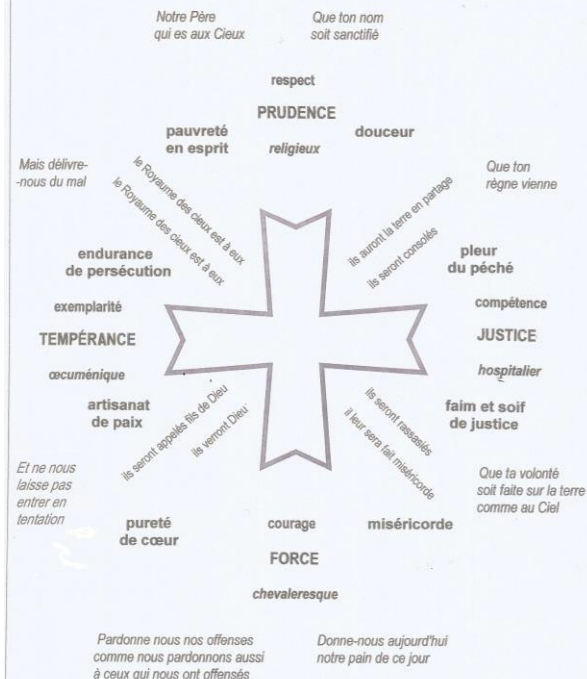 Notre Père
qui es aux Cieux
Que ton nom
soit sanctifié
respect
PRUDENCE
pauvreté
en esprit
religieux
douceur
Mais délivre-
-nous du mal
le Royaume des cieux est à eux
le Royaume des cieux est à eux
ils auront la terre en partage
ils seront consolés
Que ton
règne vienne
endurance
de persécution
pleur
du péché
exemplarité
TEMPÉRANCE
œcuménique
compétence
JUSTICE
hospitalier
artisanat
de paix
ils seront appelés fils de Dieu
ils verront Dieu
ils seront rassasiés
il leur sera fait miséricorde
faim et soif
de justice
Et ne nous
laisse pas
entrer en
tentation
Que ta volonté
soit faite sur la terre
comme au Ciel
pureté
de cœur
courage
FORCE
chevaleresque
miséricorde
Pardonne nous nos offenses
comme nous pardonnons aussi
à ceux qui nous ont offensés
Donne-nous aujourd'hui
notre pain de ce jour